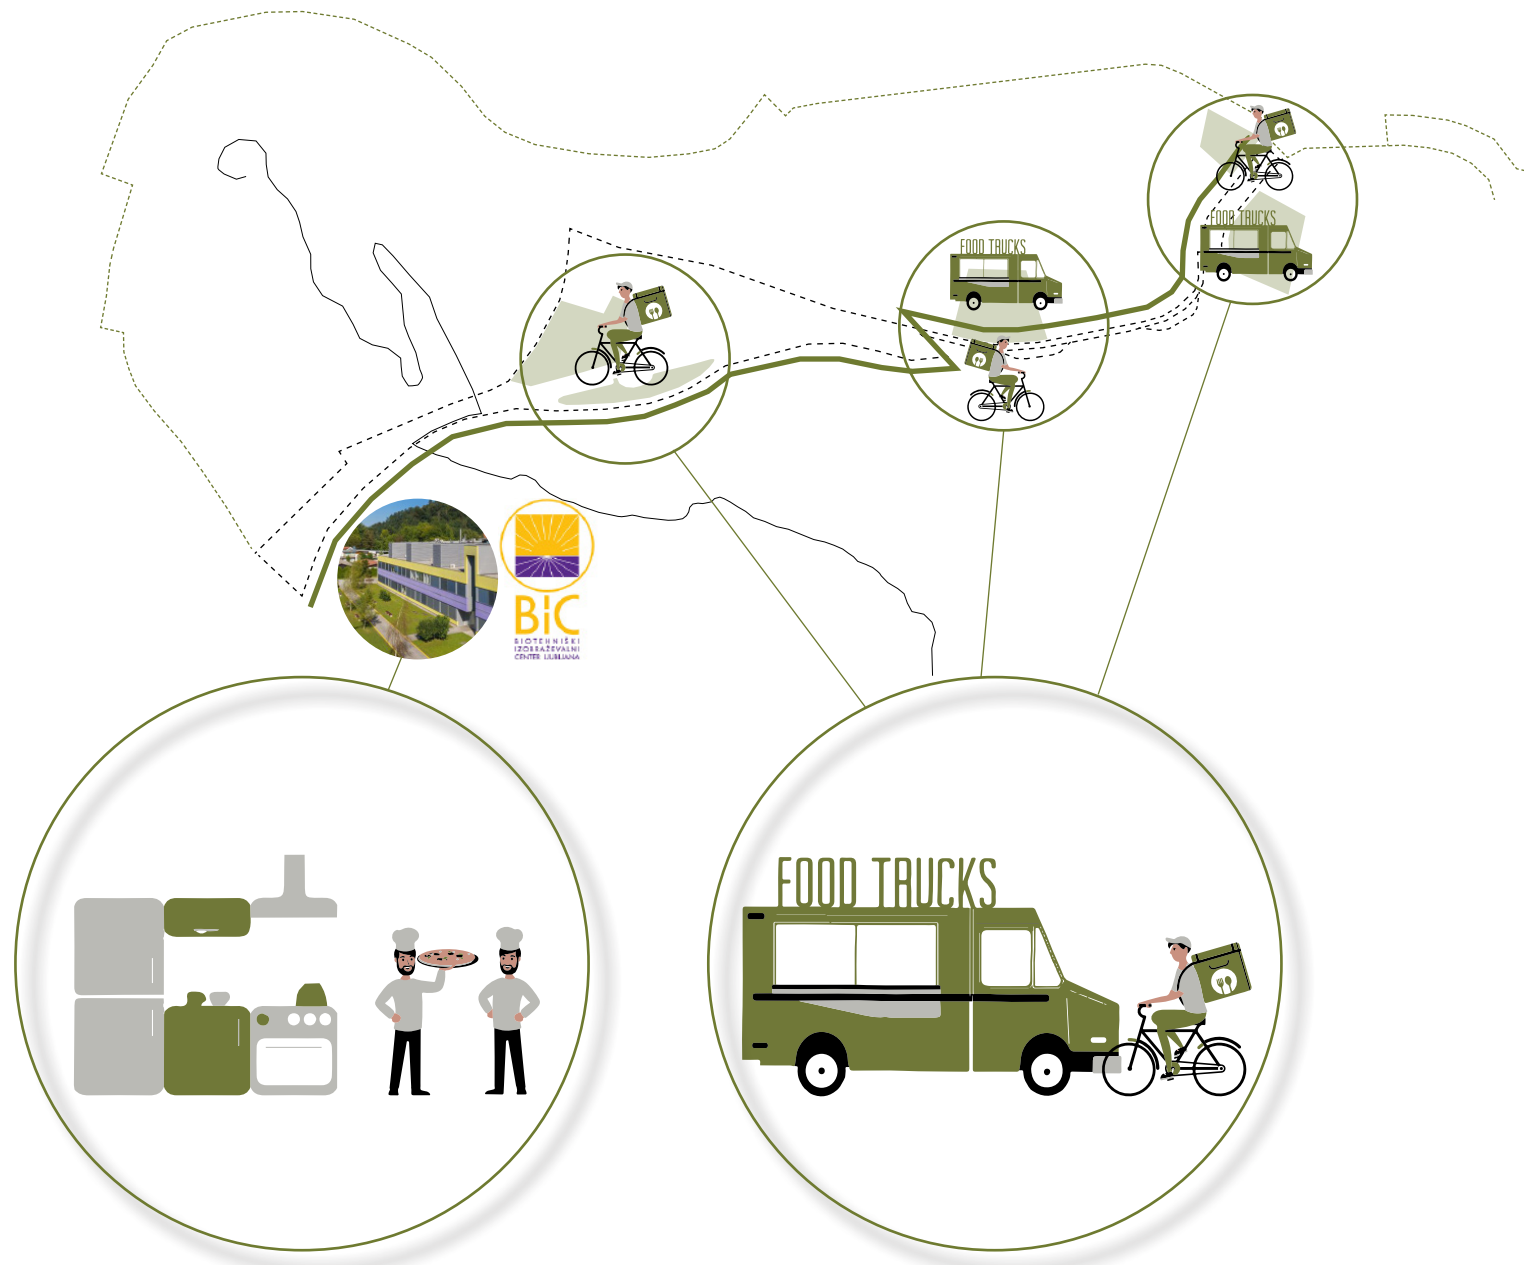 FOOD TRUCKS
FOOD TRUCKS
BiC
BIOTEHNIŠKI
IZOBRAŽEVALNI
CENTER LJUBLJANA
FOOD TRUCKS